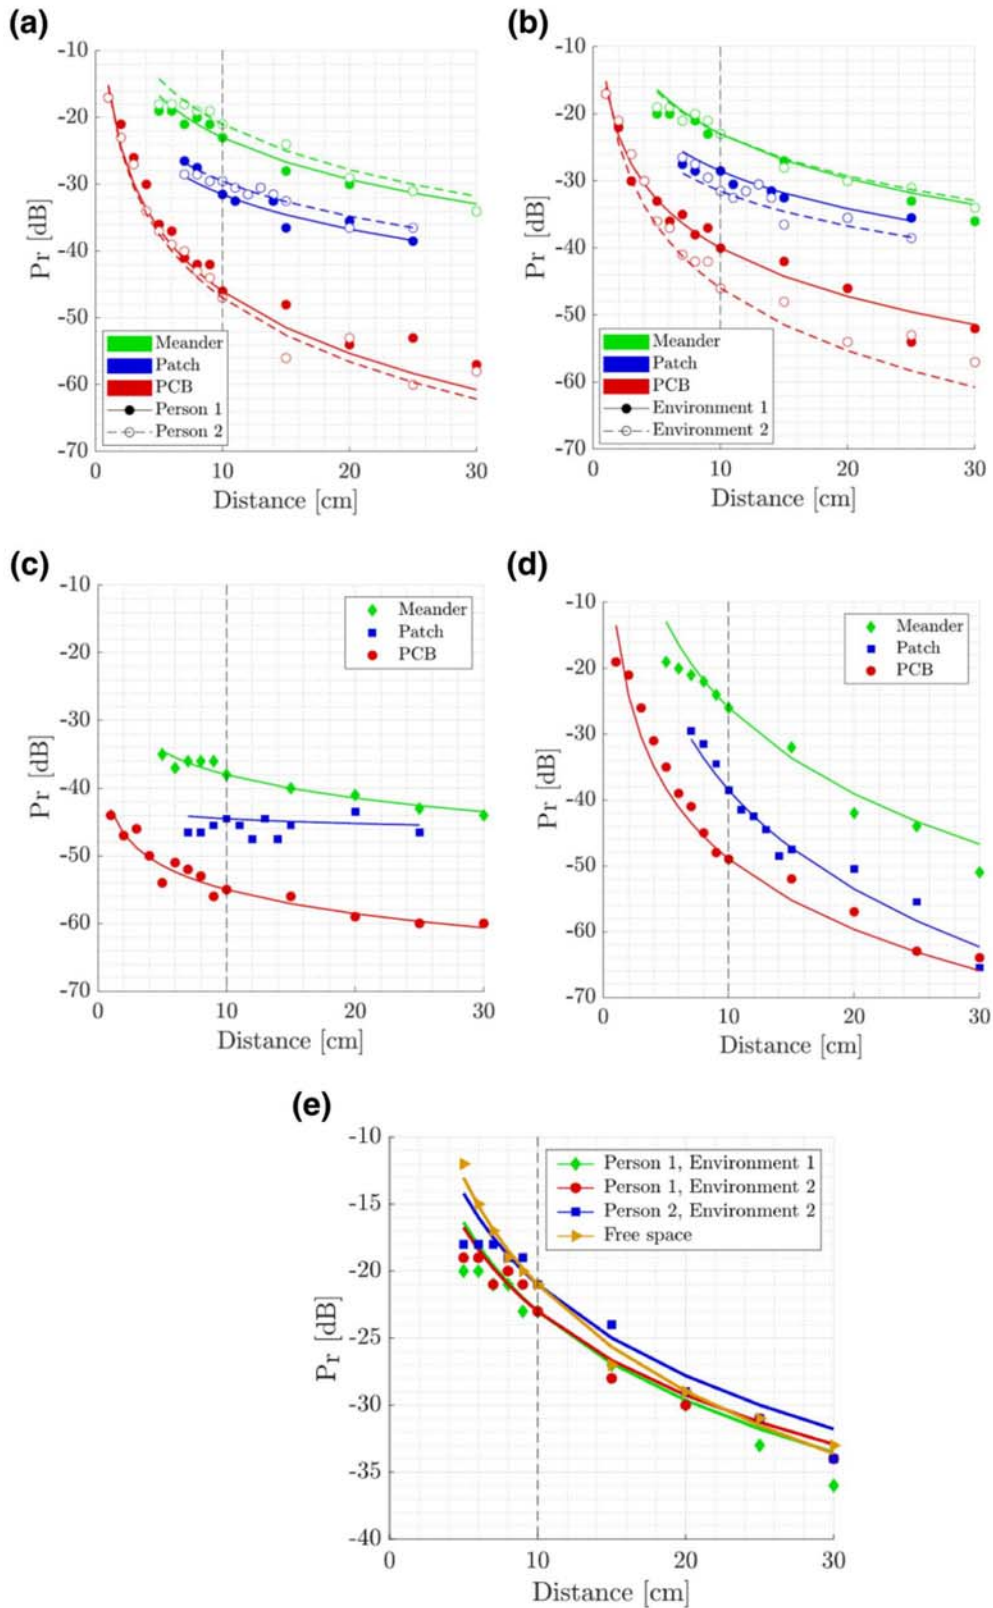 (a)
-10
-20
-30
-40
-50
-60
-70
Pr [dB]
Meander
Patch
PCB
Person 1
Person 2
0 10 20 30
Distance [cm]
(b)
-10
-20
-30
-40
-50
-60
-70
Pr [dB]
Meander
Patch
PCB
Environment 1
Environment 2
0 10 20 30
Distance [cm]
(c)
-10
-20
-30
-40
-50
-60
-70
Pr [dB]
Meander
Patch
PCB
0 10 20 30
Distance [cm]
(d)
-10
-20
-30
-40
-50
-60
-70
Pr [dB]
Meander
Patch
PCB
0 10 20 30
Distance [cm]
(e)
-10
-15
-20
-25
-30
-35
-40
Pr [dB]
Person 1, Environment 1
Person 1, Environment 2
Person 2, Environment 2
Free space
0 10 20 30
Distance [cm]